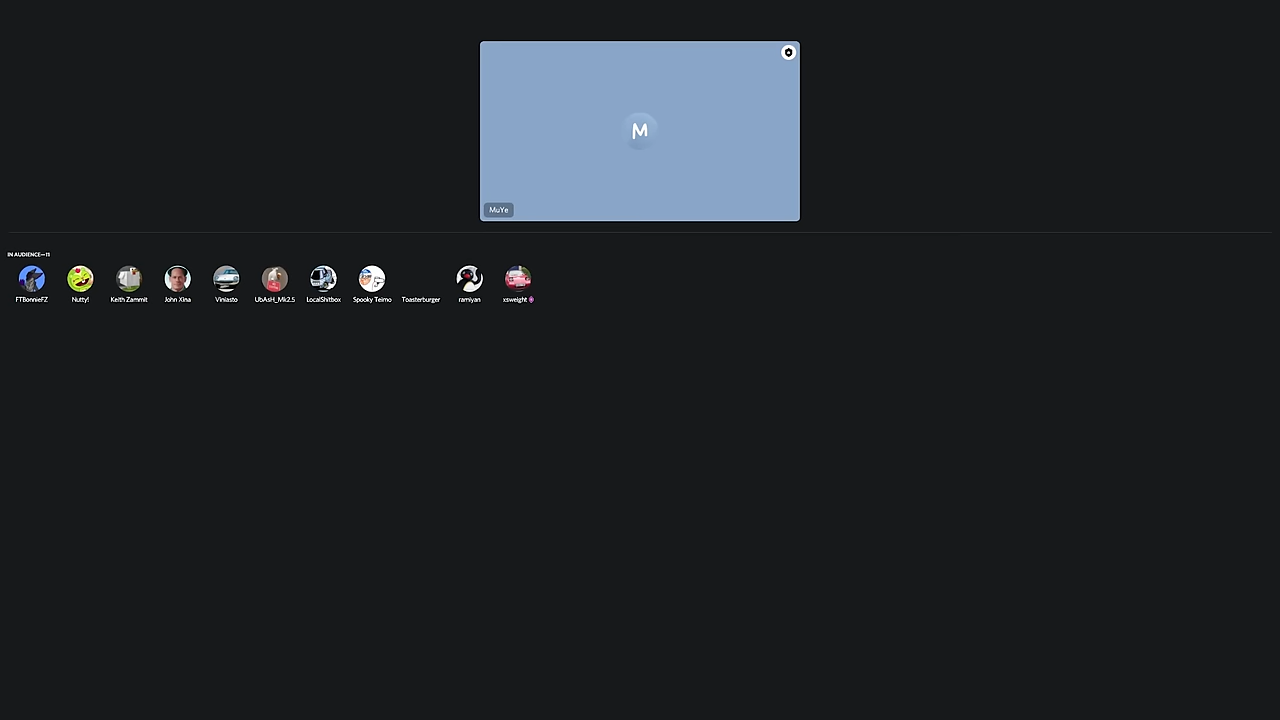 M
MuYe
IN AUDIENCE—11
FTBonnieFZ Nutty! Keith Zammit John Xina Viniasto UbAsH_Mk2.5 LocalShitbox Spooky Teimo Toasterburger ramiyan xsweight